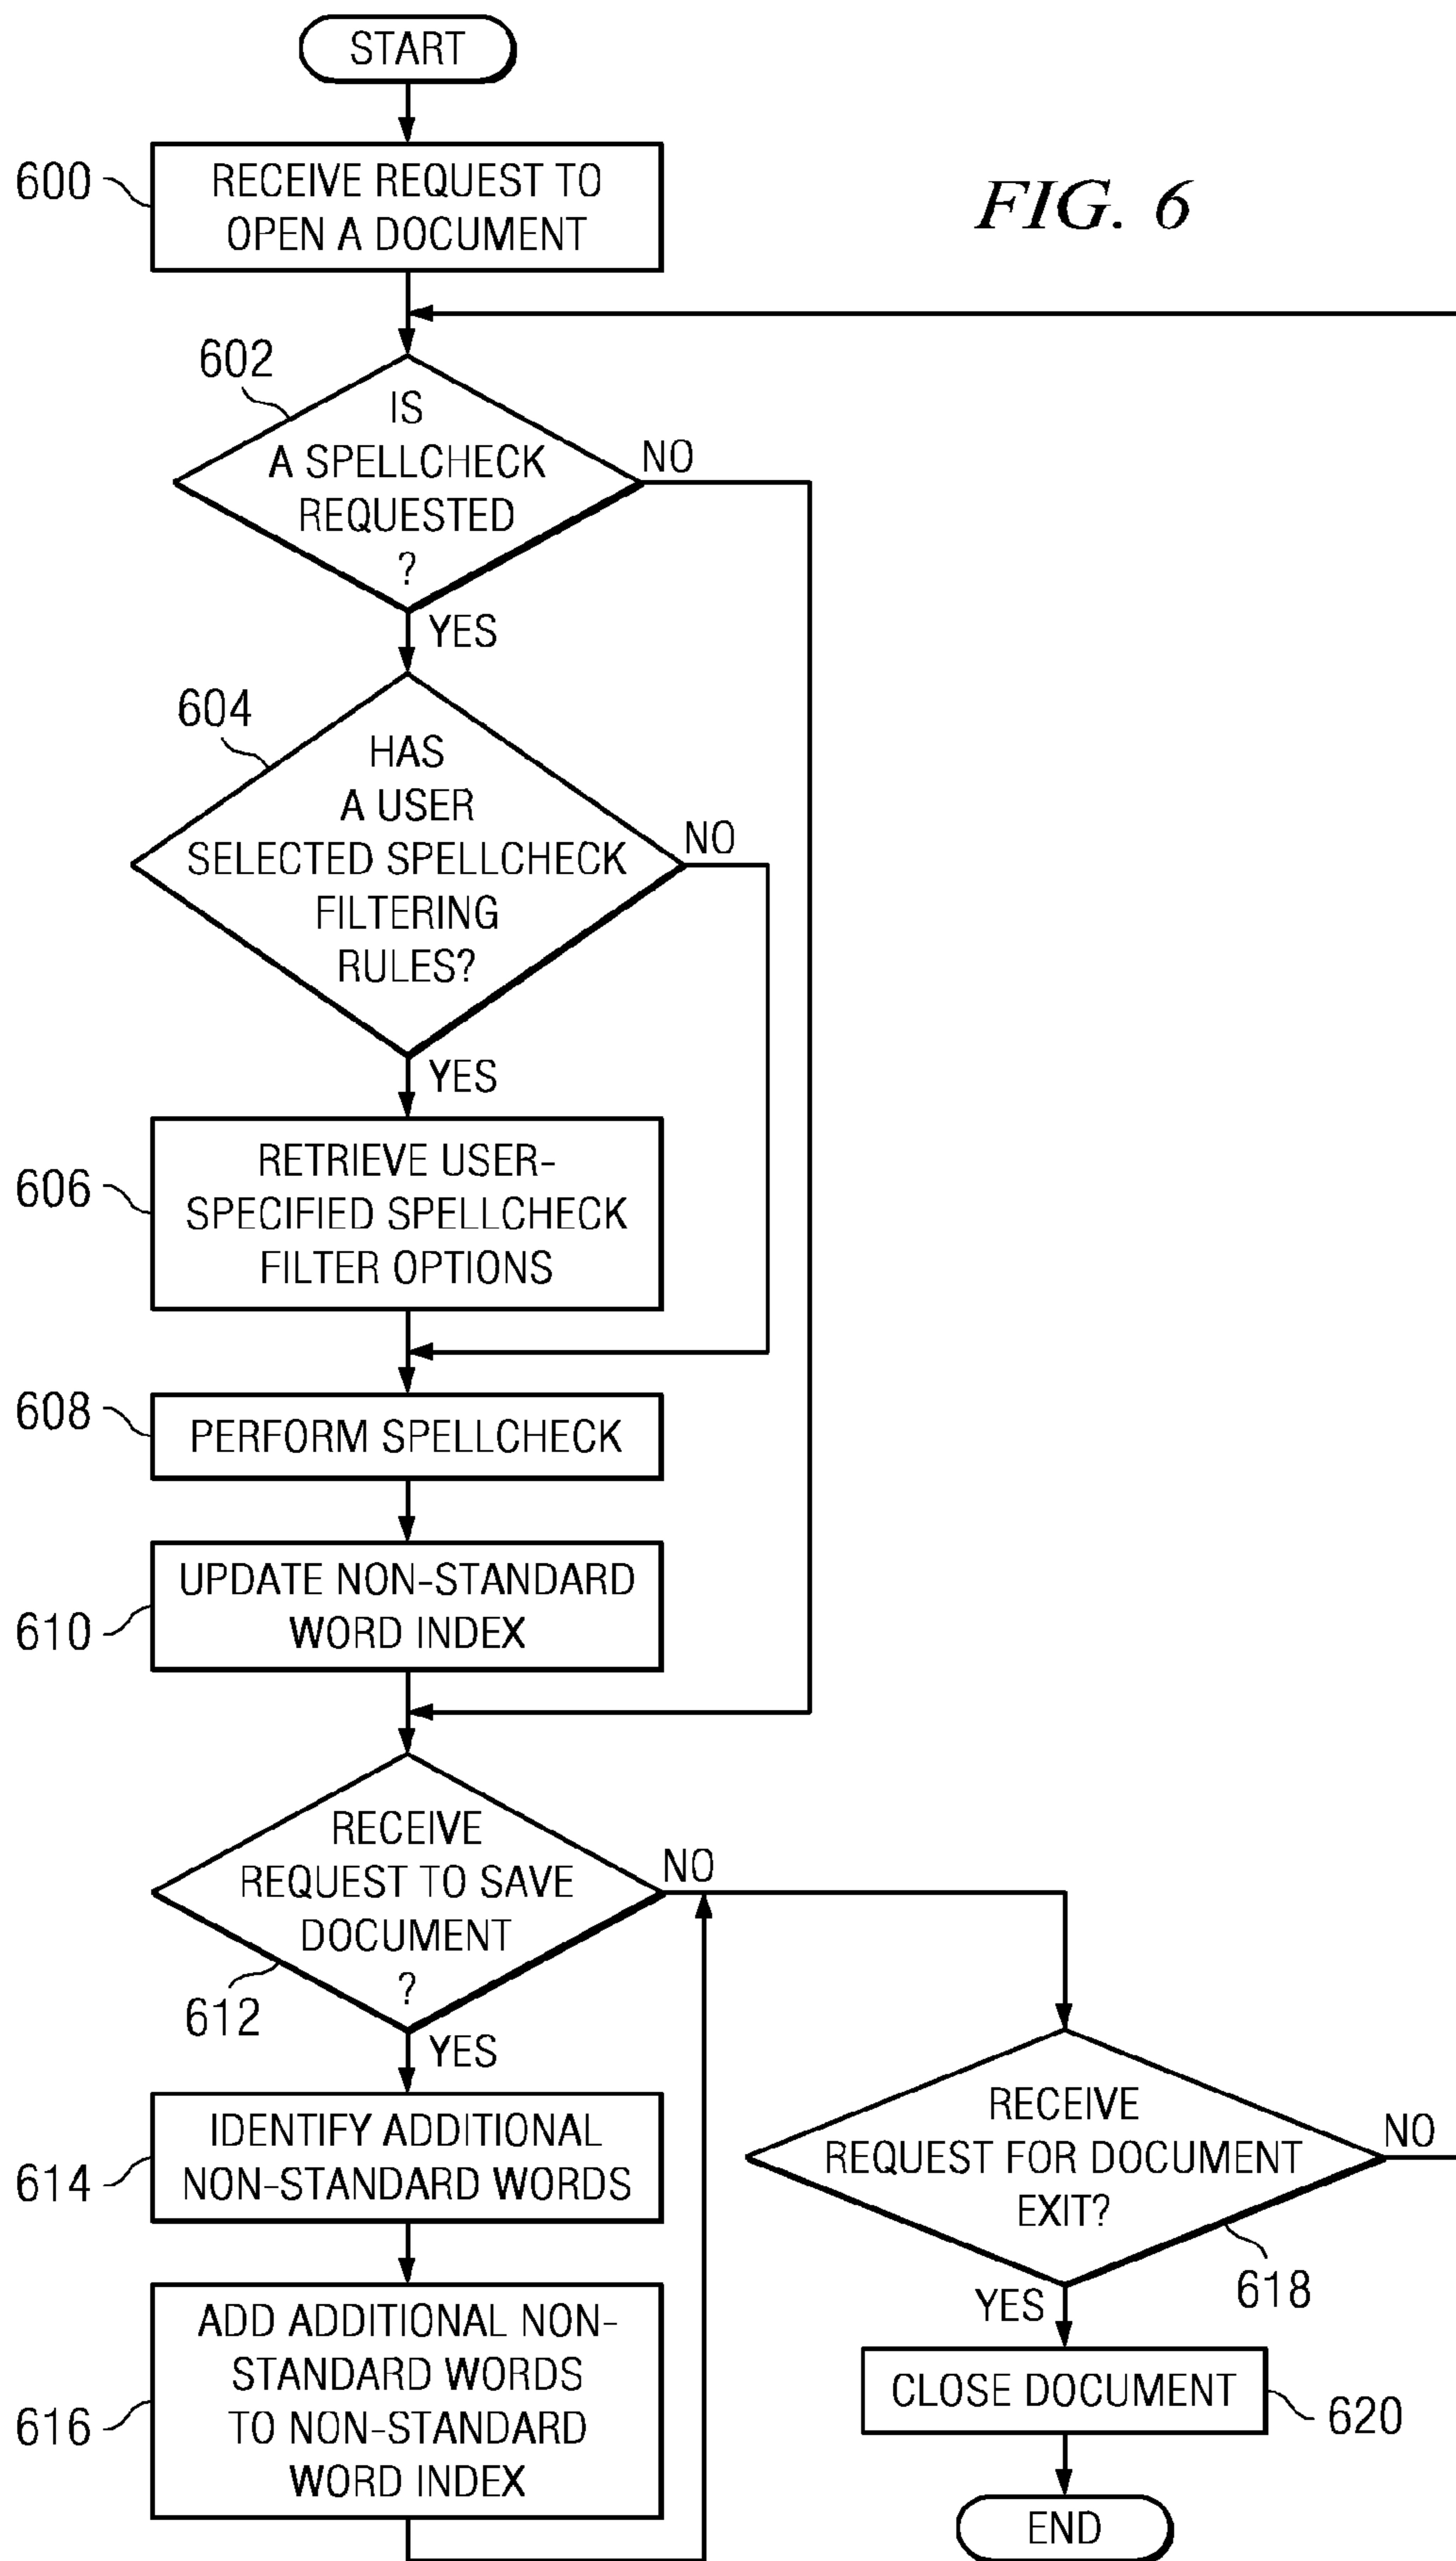 START
600
RECEIVE REQUEST TO
OPEN A DOCUMENT
FIG. 6
602
IS
A SPELLCHECK
REQUESTED
?
NO
YES
604
HAS
A USER
SELECTED SPELLCHECK
FILTERING
RULES?
NO
YES
606
RETRIEVE USER-
SPECIFIED SPELLCHECK
FILTER OPTIONS
608
PERFORM SPELLCHECK
610
UPDATE NON-STANDARD
WORD INDEX
RECEIVE
REQUEST TO SAVE
DOCUMENT
?
612
NO
YES
614
IDENTIFY ADDITIONAL
NON-STANDARD WORDS
616
ADD ADDITIONAL NON-
STANDARD WORDS
TO NON-STANDARD
WORD INDEX
RECEIVE
REQUEST FOR DOCUMENT
EXIT?
NO
618
YES
CLOSE DOCUMENT
620
END